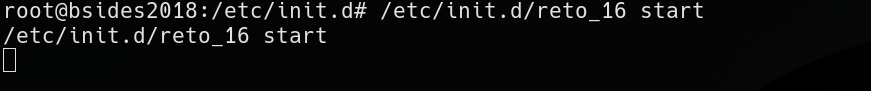 root@bsides2018:/etc/init.d# /etc/init.d/reto_16 start
/etc/init.d/reto_16 start